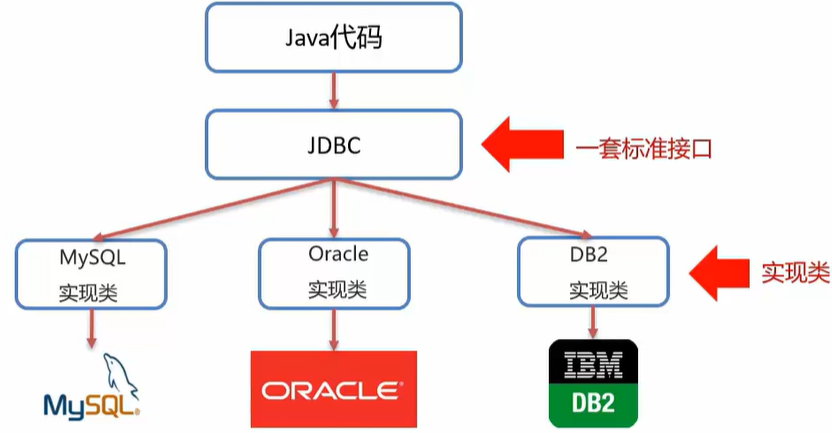 Java代码
JDBC
一套标准接口
MySQL
实现类
Oracle
实现类
DB2
实现类
实现类
MySQL®
ORACLE®
IBM
DB2